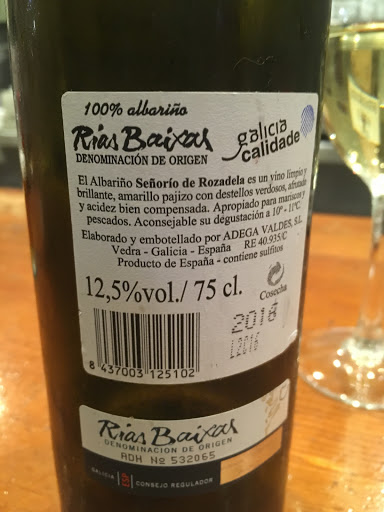 100% albariño
Rías Baixas
DENOMINACIÓN DE ORIGEN
galicia
calidade
El Albariño Señorío de Rozadela es un vino limpio y
brillante, amarillo pajizo con destellos verdosos, afrutado
y acidez bien compensada. Apropiado para mariscos y
pescados. Aconsejable su degustación a 10º - 11ºC.
Elaborado y embotellado por ADEGA VALDES, S.L.
Vedra - Galicia - España RE 40.935/C
Producto de España - contiene sulfitos
12,5%vol./ 75 cl.
Cosecha
2018
8 437003 125102
Rías Baixas
DENOMINACIÓN DE ORIGEN
ADH Nº 532065
GALICIA
CONSEJO REGULADOR